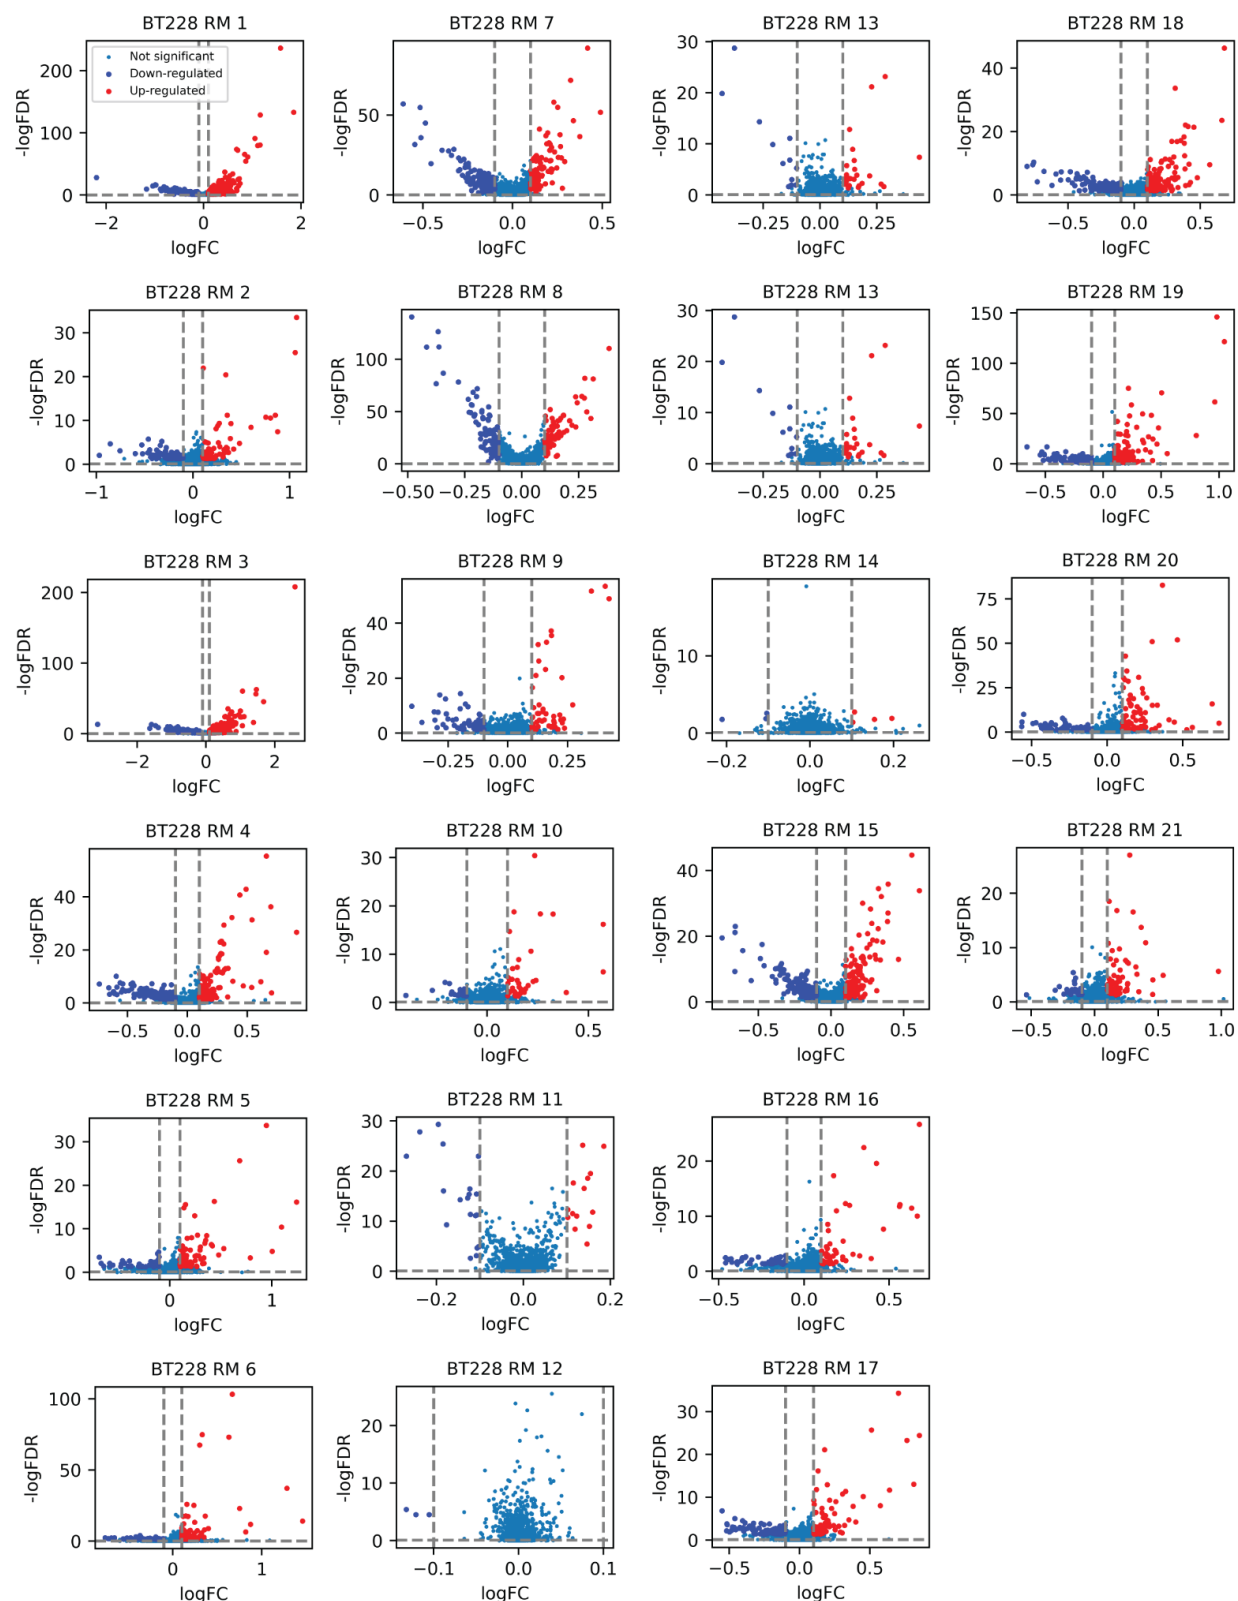 BT228 RM 1
Not significant
Down-regulated
Up-regulated
200
100
0
-logFDR
−2 0 2
logFC
BT228 RM 7
50
0
-logFDR
−0.5 0.0 0.5
logFC
BT228 RM 13
30
20
10
0
-logFDR
−0.25 0.00 0.25
logFC
BT228 RM 18
40
20
0
-logFDR
−0.5 0.0 0.5
logFC
BT228 RM 2
30
20
10
0
-logFDR
−1 0 1
logFC
BT228 RM 8
100
50
0
-logFDR
−0.50 −0.25 0.00 0.25
logFC
BT228 RM 13
30
20
10
0
-logFDR
−0.25 0.00 0.25
logFC
BT228 RM 19
150
100
50
0
-logFDR
−0.5 0.0 0.5 1.0
logFC
BT228 RM 3
200
100
0
-logFDR
−2 0 2
logFC
BT228 RM 9
40
20
0
-logFDR
−0.25 0.00 0.25
logFC
BT228 RM 14
10
0
-logFDR
−0.2 0.0 0.2
logFC
BT228 RM 20
75
50
25
0
-logFDR
−0.5 0.0 0.5
logFC
BT228 RM 4
40
20
0
-logFDR
−0.5 0.0 0.5
logFC
BT228 RM 10
30
20
10
0
-logFDR
0.0 0.5
logFC
BT228 RM 15
40
20
0
-logFDR
−0.5 0.0 0.5
logFC
BT228 RM 21
20
10
0
-logFDR
−0.5 0.0 0.5 1.0
logFC
BT228 RM 5
30
20
10
0
-logFDR
0 1
logFC
BT228 RM 11
30
20
10
0
-logFDR
−0.2 0.0 0.2
logFC
BT228 RM 16
20
10
0
-logFDR
−0.5 0.0 0.5
logFC
BT228 RM 6
100
50
0
-logFDR
0 1
logFC
BT228 RM 12
20
10
0
-logFDR
−0.1 0.0 0.1
logFC
BT228 RM 17
30
20
10
0
-logFDR
−0.5 0.0 0.5
logFC